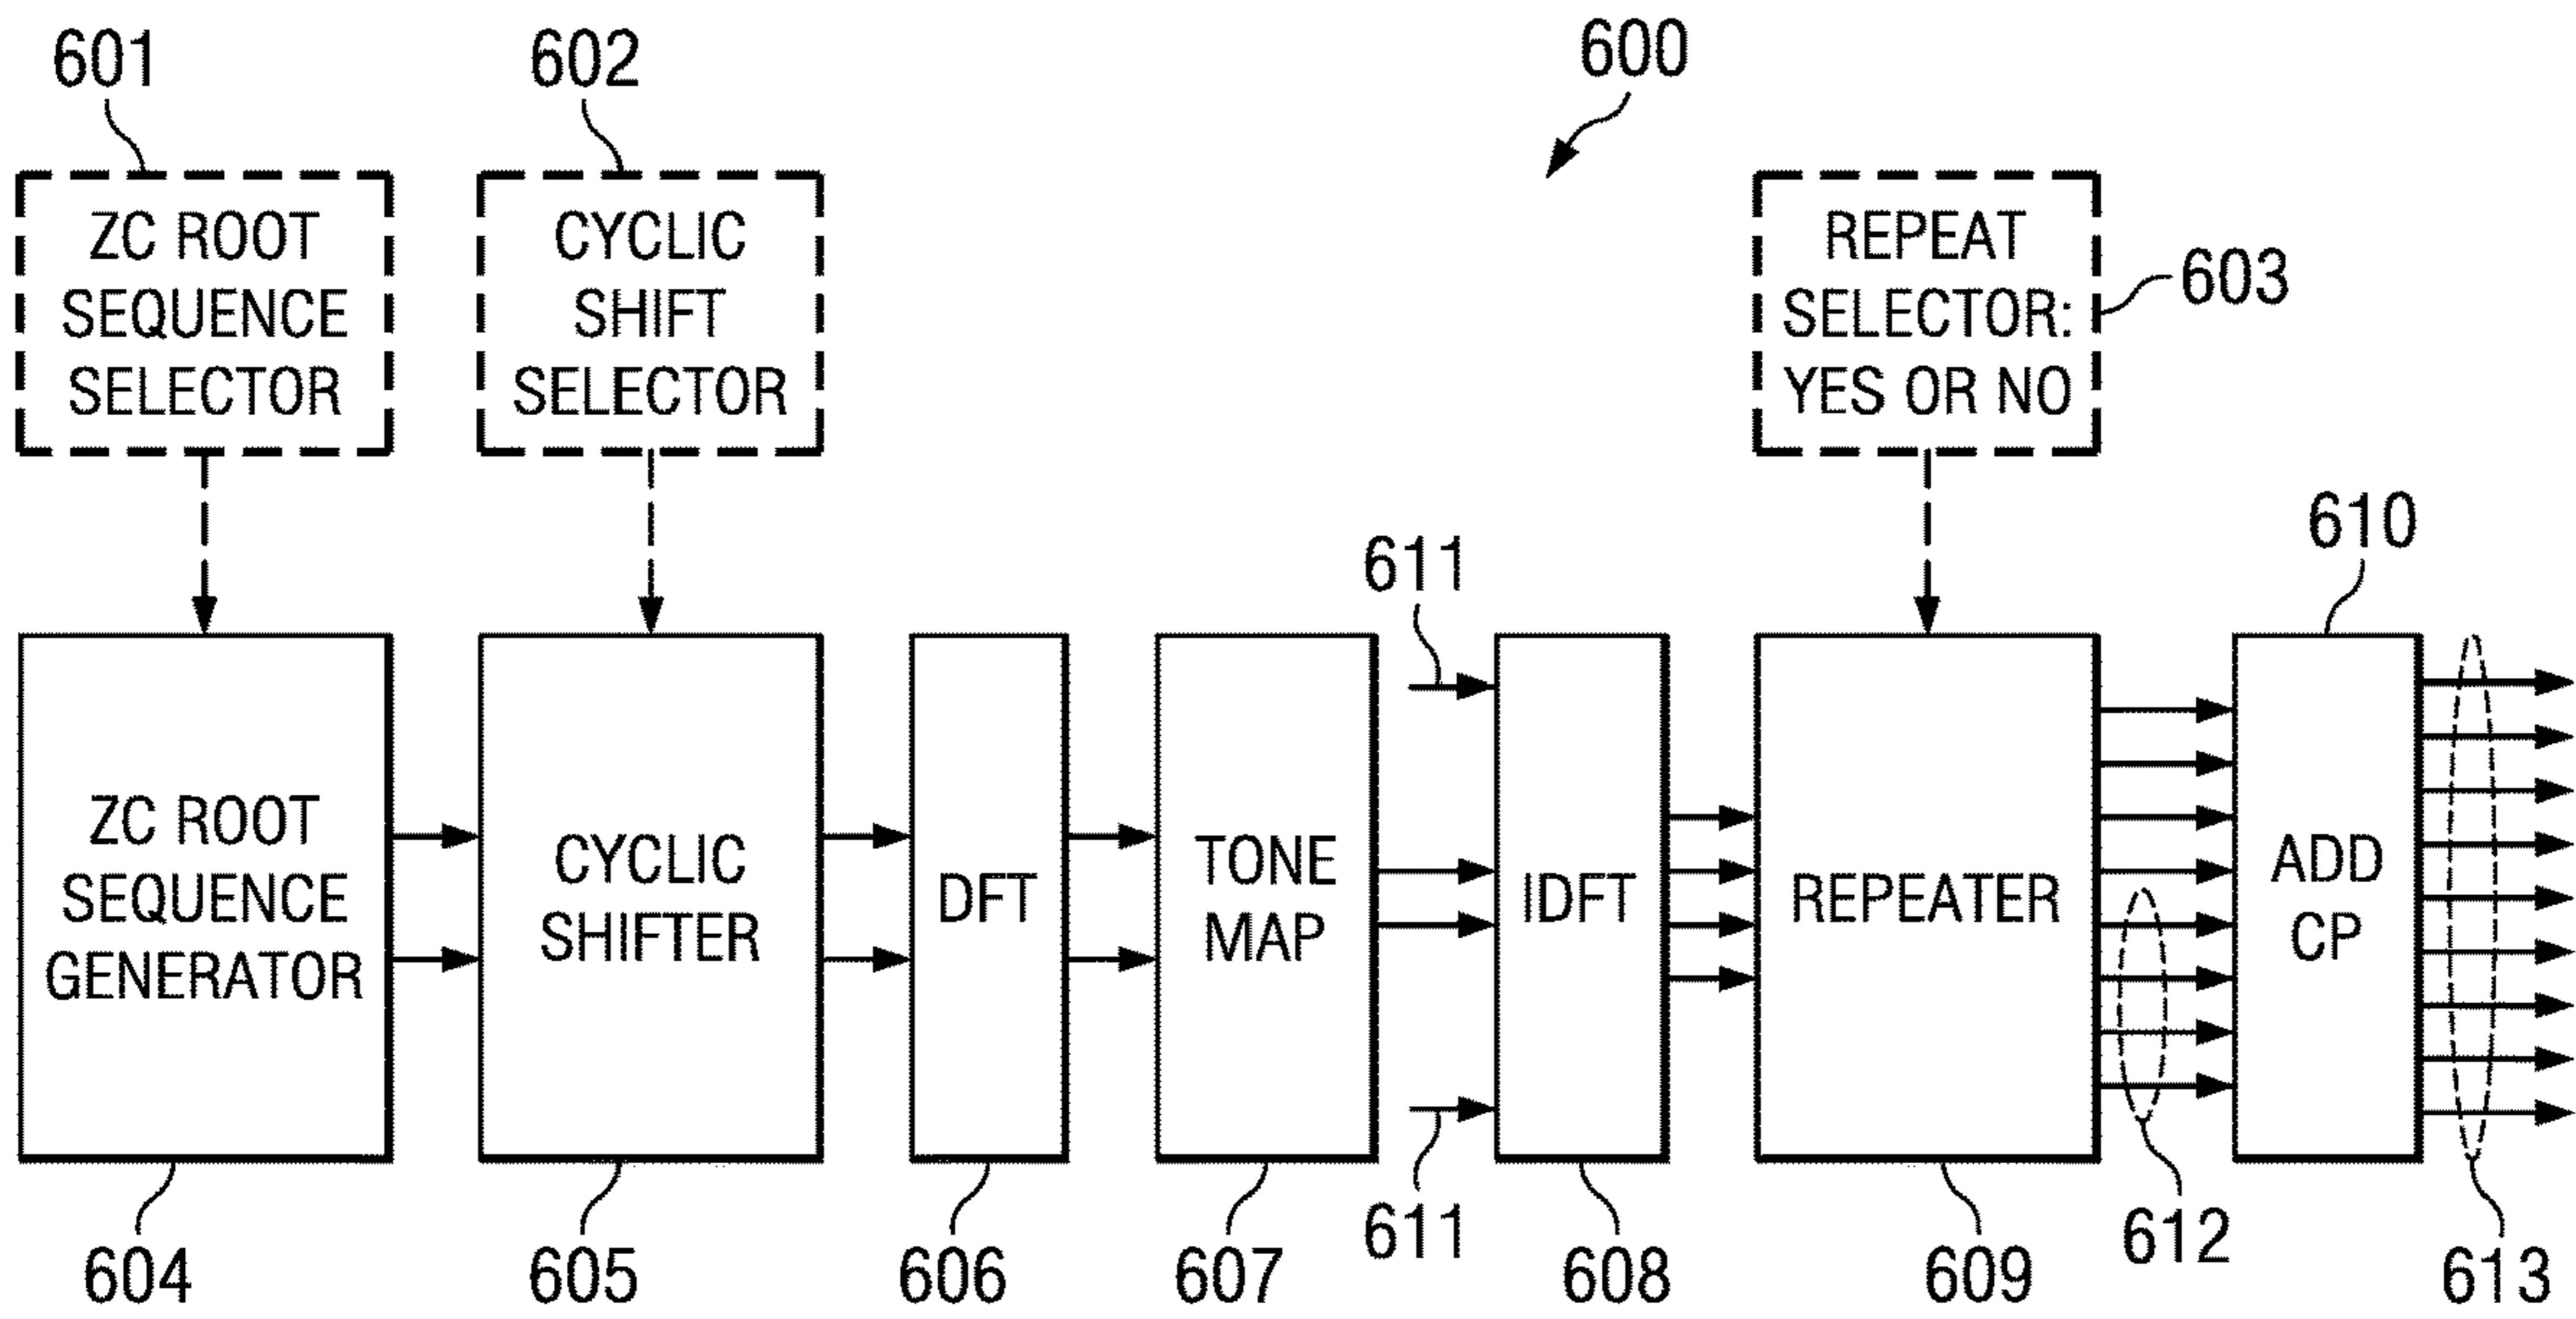 601
602
600
ZC ROOT
SEQUENCE
SELECTOR
CYCLIC
SHIFT
SELECTOR
REPEAT
SELECTOR:
YES OR NO
603
610
611
ZC ROOT
SEQUENCE
GENERATOR
CYCLIC
SHIFTER
DFT
TONE
MAP
IDFT
REPEATER
ADD
CP
611
612
604
605
606
607
608
609
613